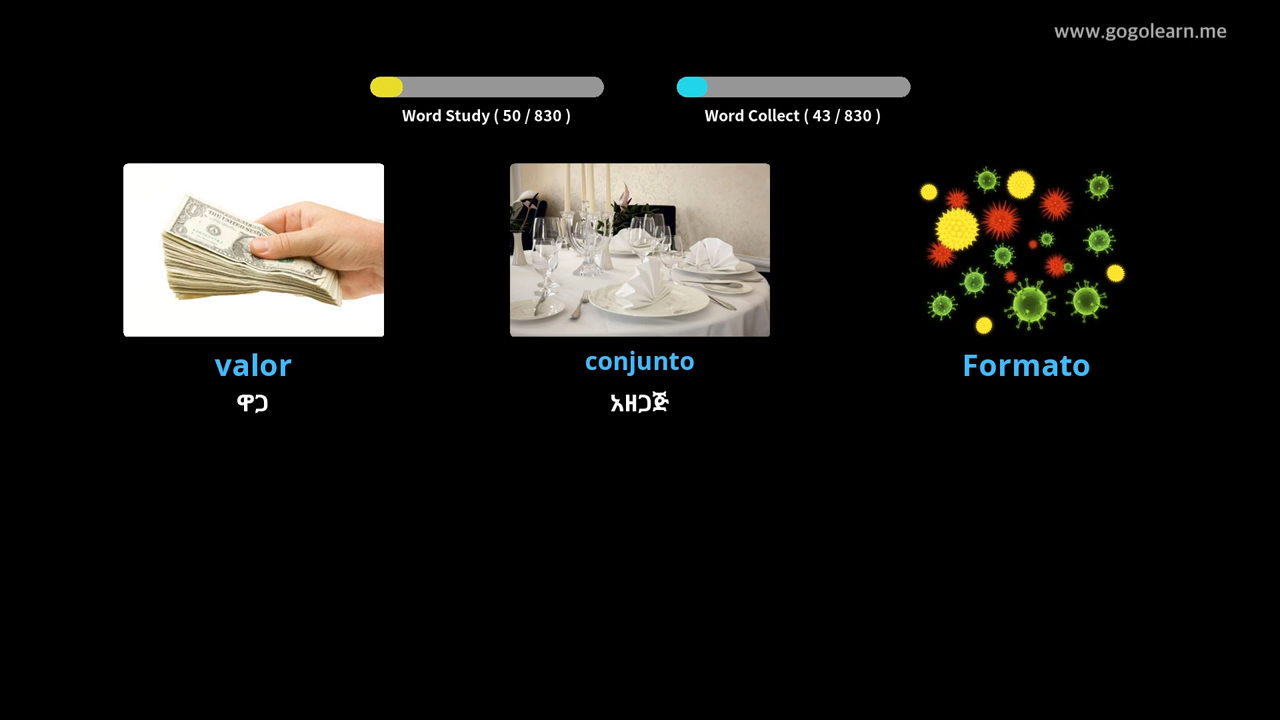 www.gogolearn.me
Word Study ( 50 / 830 )
Word Collect ( 43 / 830 )
valor
conjunto
Formato
ዋጋ
አዘጋጅ